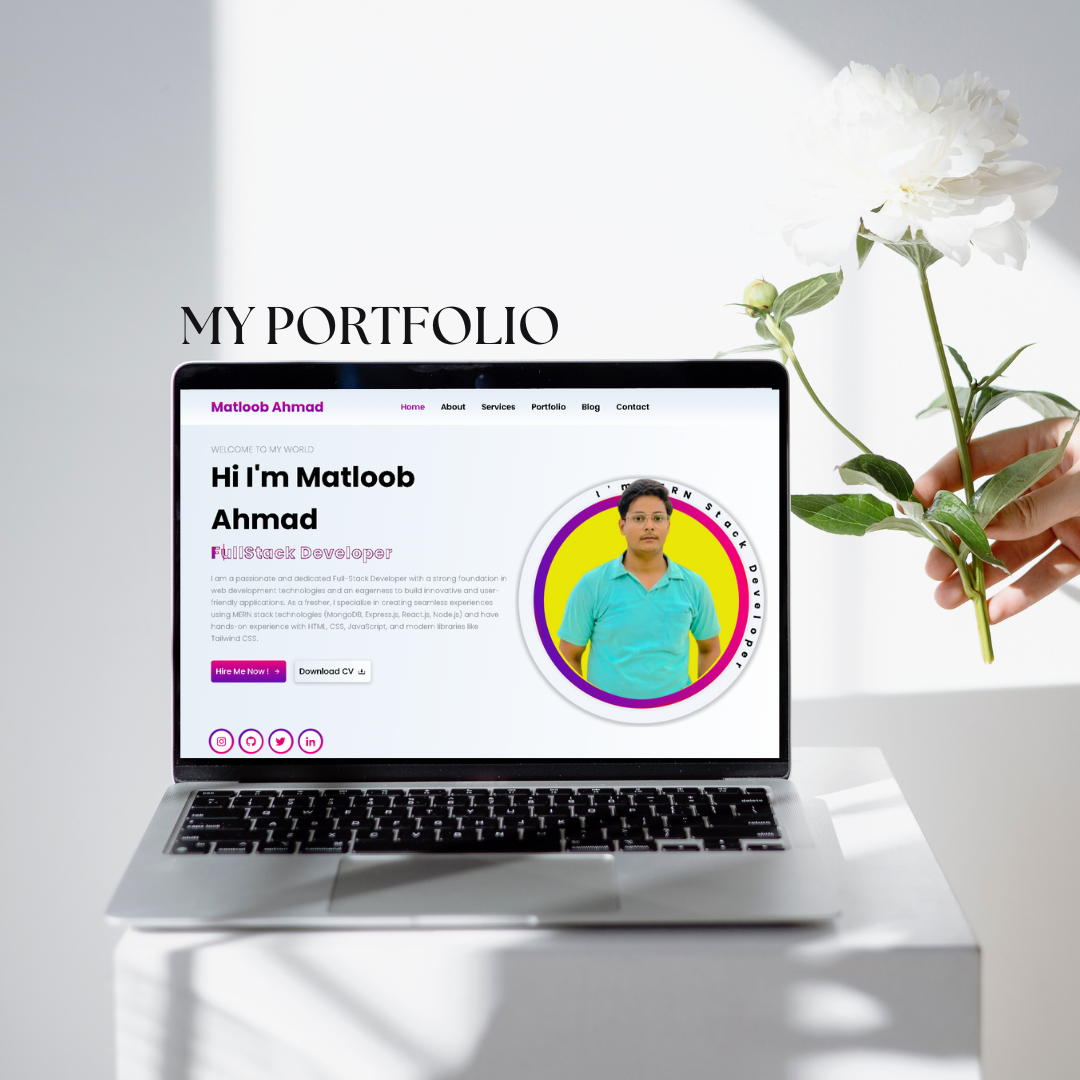 MY PORTFOLIO
Matloob Ahmad
Home About Services Portfolio Blog Contact
WELCOME TO MY WORLD
Hi I'm Matloob
Ahmad
FullStack Developer
I am a passionate and dedicated Full-Stack Developer with a strong foundation in
web development technologies and an eagerness to build innovative and user-
friendly applications. As a fresher, I specialize in creating seamless experiences
using MERN stack technologies (MongoDB, Express.js, React.js, Node.js) and have
hands-on experience with HTML, CSS, JavaScript, and modern libraries like
Tailwind CSS.
Hire Me Now !
Download CV
I'm RN stack Developer
in